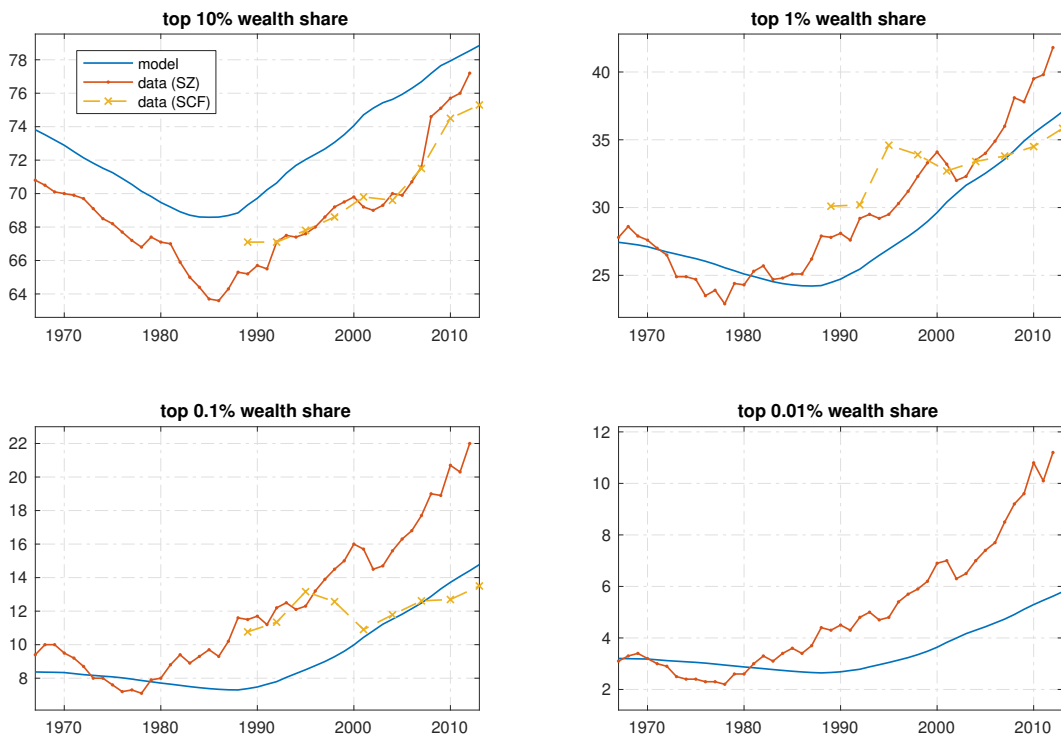 top 10% wealth share
78
76
74
72
70
68
66
64
model
data (SZ)
data (SCF)
1970 1980 1990 2000 2010
top 1% wealth share
40
35
30
25
1970 1980 1990 2000 2010
top 0.1% wealth share
22
20
18
16
14
12
10
8
1970 1980 1990 2000 2010
top 0.01% wealth share
12
10
8
6
4
2
1970 1980 1990 2000 2010